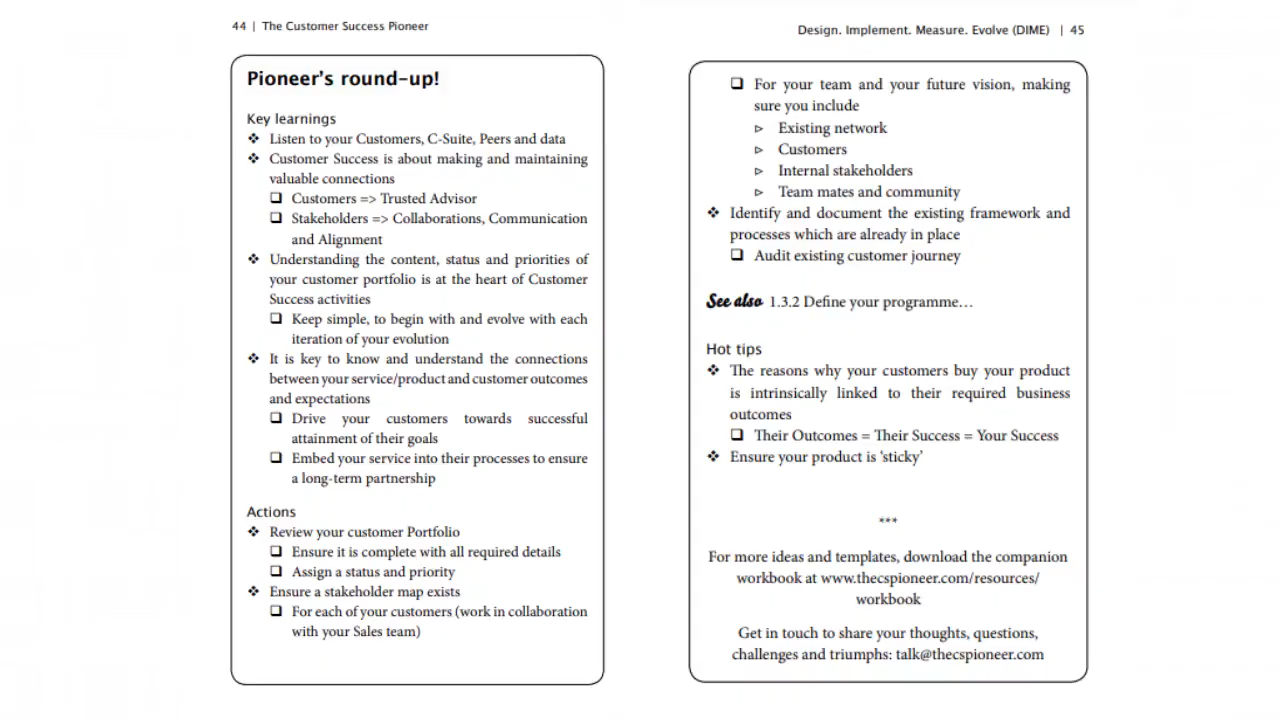 44 | The Customer Success Pioneer
Pioneer's round-up!
Key learnings
❖ Listen to your Customers, C-Suite, Peers and data
❖ Customer Success is about making and maintaining
valuable connections
❑ Customers => Trusted Advisor
❑ Stakeholders => Collaborations, Communication
and Alignment
❖ Understanding the content, status and priorities of
your customer portfolio is at the heart of Customer
Success activities
❑ Keep simple, to begin with and evolve with each
iteration of your evolution
❖ It is key to know and understand the connections
between your service/product and customer outcomes
and expectations
❑ Drive your customers towards successful
attainment of their goals
❑ Embed your service into their processes to ensure
a long-term partnership
Actions
❖ Review your customer Portfolio
❑ Ensure it is complete with all required details
❑ Assign a status and priority
❖ Ensure a stakeholder map exists
❑ For each of your customers (work in collaboration
with your Sales team)
Design. Implement. Measure. Evolve (DIME) | 45
❑ For your team and your future vision, making
sure you include
▹ Existing network
▹ Customers
▹ Internal stakeholders
▹ Team mates and community
❖ Identify and document the existing framework and
processes which are already in place
❑ Audit existing customer journey
See also 1.3.2 Define your programme…
Hot tips
❖ The reasons why your customers buy your product
is intrinsically linked to their required business
outcomes
❑ Their Outcomes = Their Success = Your Success
❖ Ensure your product is 'sticky'
***
For more ideas and templates, download the companion
workbook at www.thecspioneer.com/resources/
workbook
Get in touch to share your thoughts, questions,
challenges and triumphs: talk@thecspioneer.com